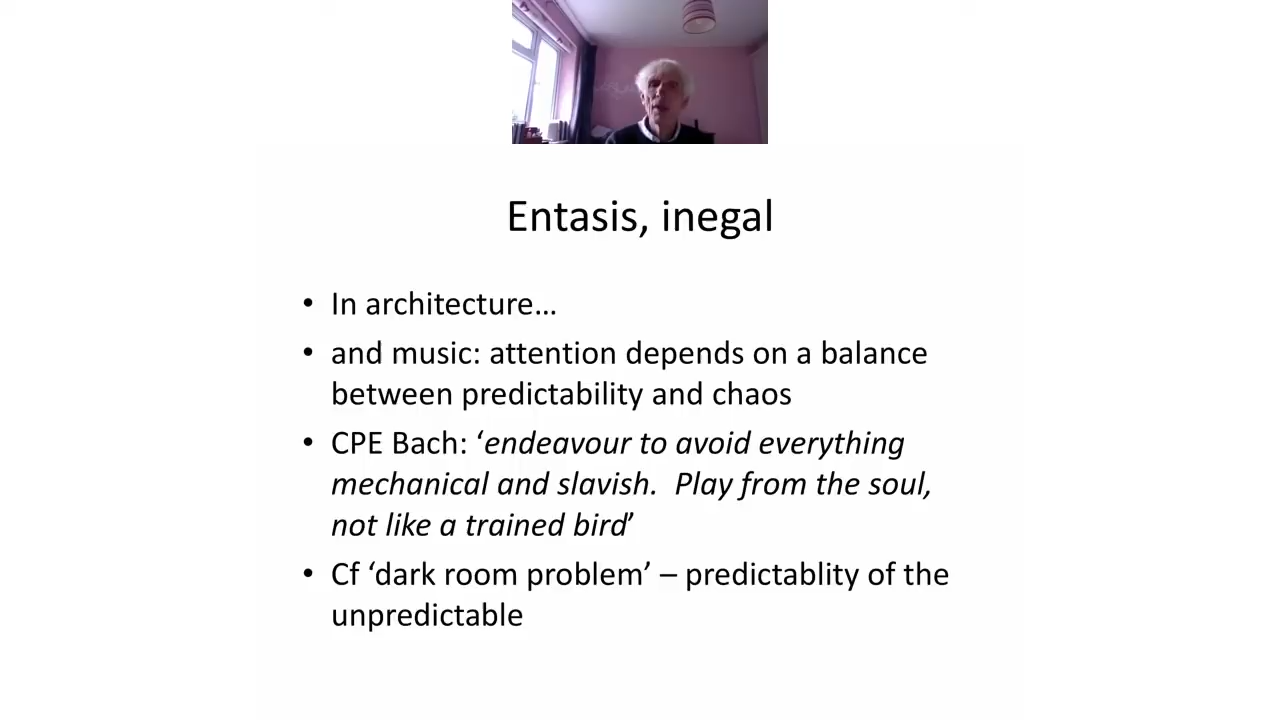 Entasis, inegal
• In architecture…
• and music: attention depends on a balance
between predictability and chaos
• CPE Bach: ‘endeavour to avoid everything
mechanical and slavish.  Play from the soul,
not like a trained bird’
• Cf ‘dark room problem’ – predictablity of the
unpredictable